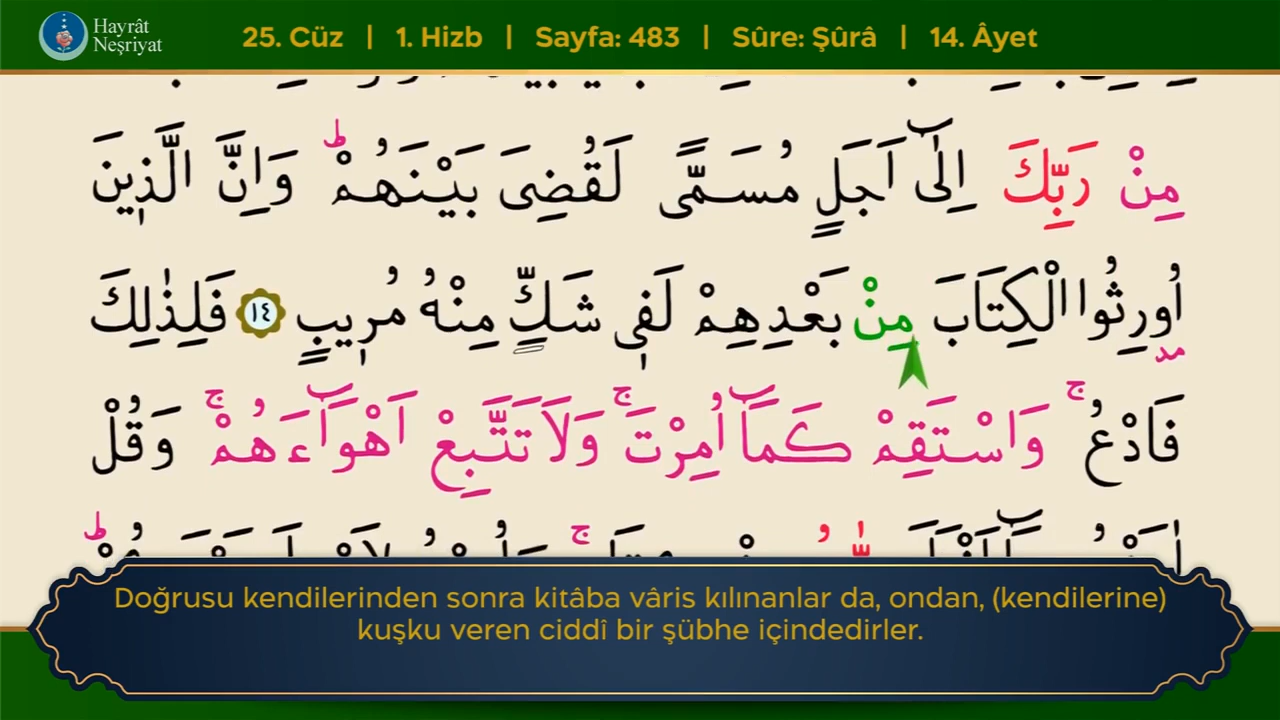 Hayrât
Neşriyat
25. Cüz | 1. Hizb | Sayfa: 483 | Sûre: Şûrâ | 14. Âyet
مِنْ رَبِّكَ اِلٰٓى اَجَلٍ مُسَمًّى لَقُضِىَ بَيْنَهُمْ ط وَاِنَّ الَّذ۪ينَ
اُورِثُوا الْكِتَابَ مِنْ بَعْدِهِمْ لَف۪ى شَكٍّ مِنْهُ مُر۪يبٍ ١٤ فَلِذٰلِكَ
مد
فَادْعُ ج وَاسْتَقِمْ كَمَٓا اُمِرْتَ ج وَلَا تَتَّبِعْ اَهْوَٓاءَهُمْ ج وَقُلْ
Doğrusu kendilerinden sonra kitâba vâris kılınanlar da, ondan, (kendilerine)
kuşku veren ciddî bir şübhe içindedirler.